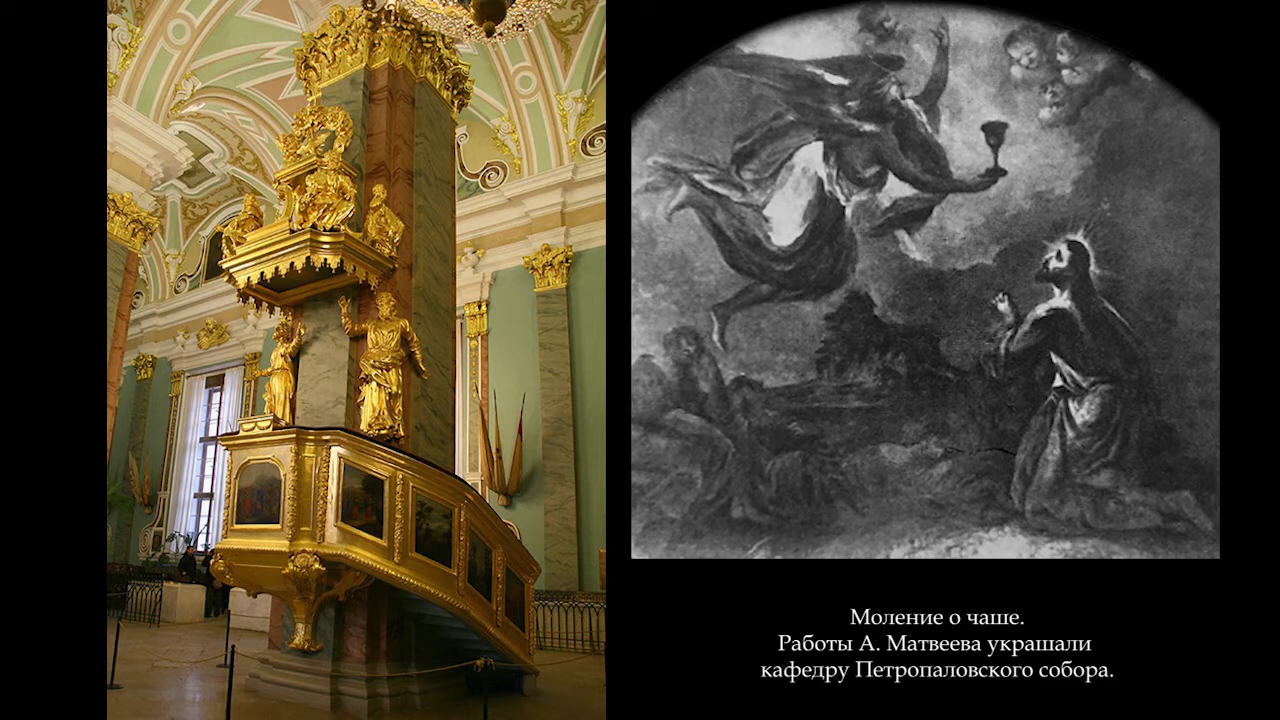 Моление о чаше.
Работы А. Матвеева украшали
кафедру Петропаловского собора.